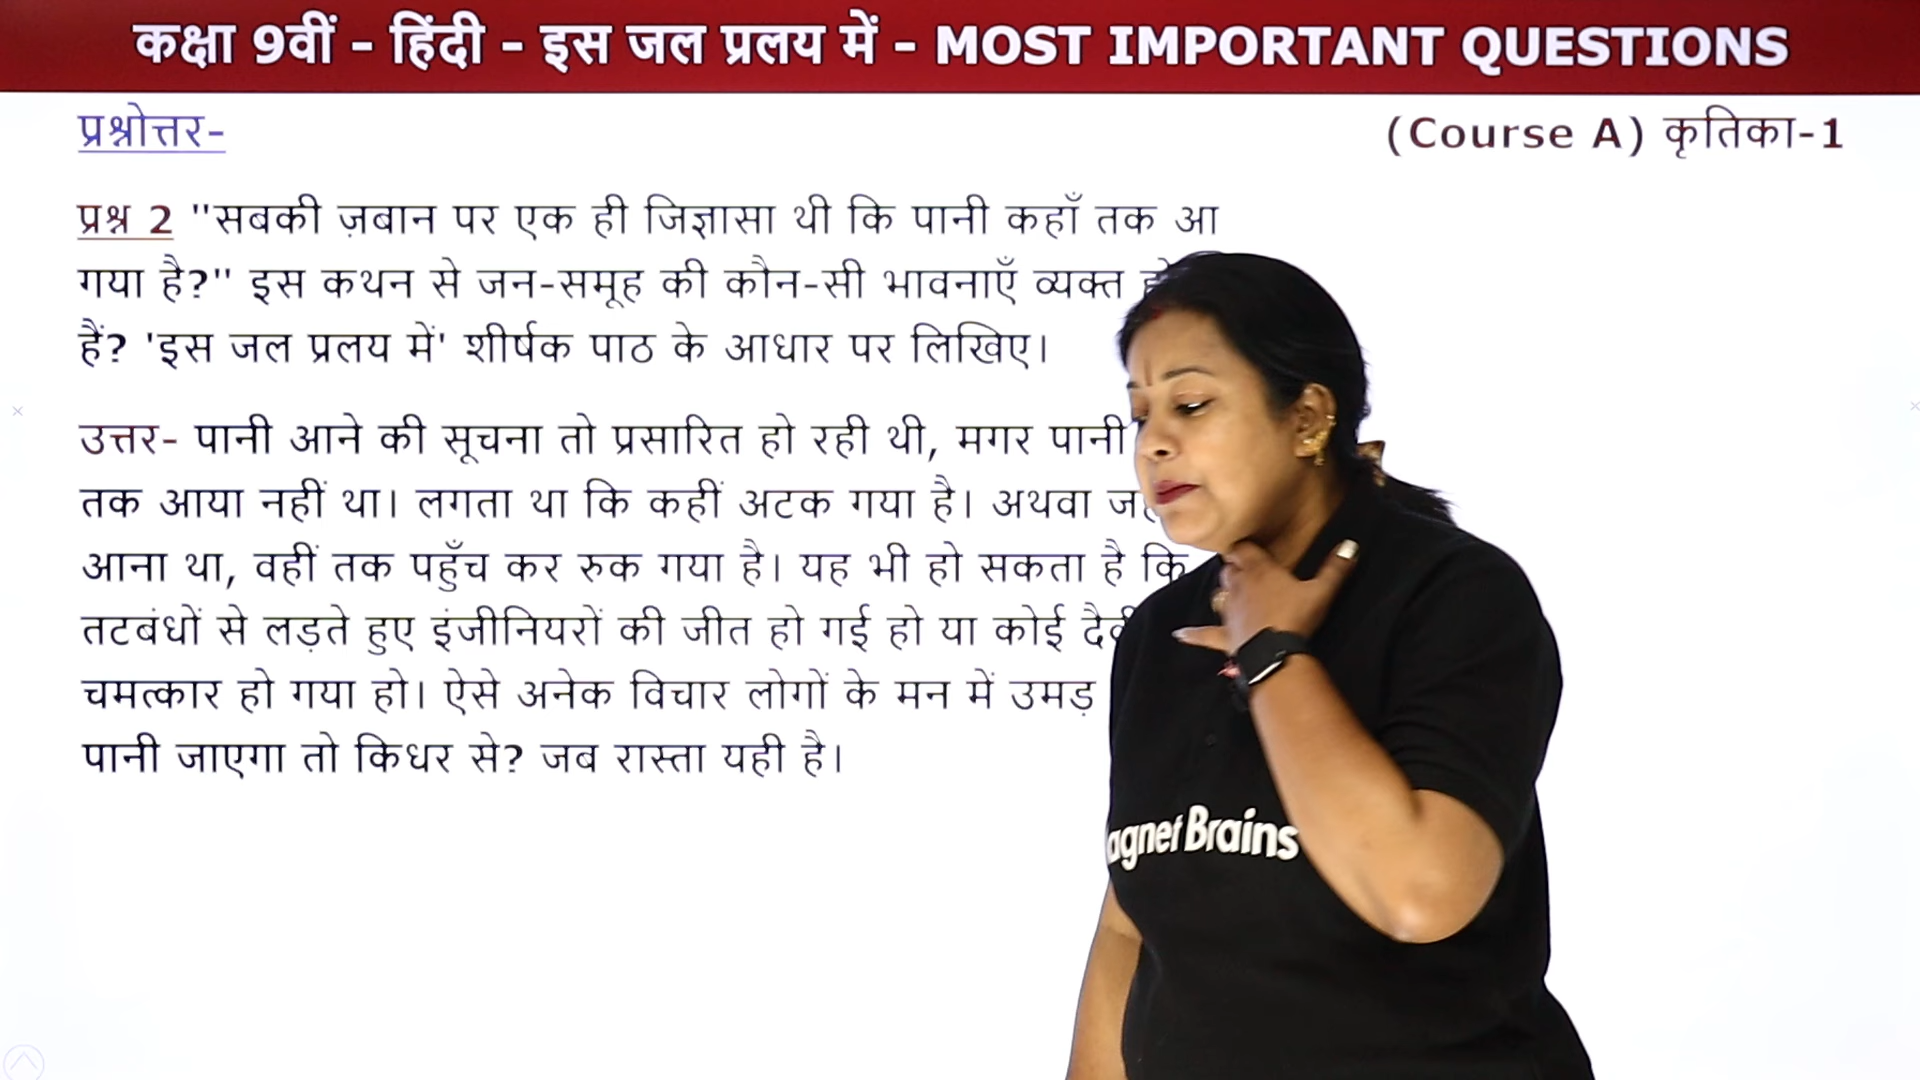 कक्षा 9वीं - हिंदी - इस जल प्रलय में - MOST IMPORTANT QUESTIONS
प्रश्नोत्तर-
(Course A) कृतिका-1
प्रश्न 2 "सबकी ज़बान पर एक ही जिज्ञासा थी कि पानी कहाँ तक आ
गया है?" इस कथन से जन-समूह की कौन-सी भावनाएँ व्यक्त
हैं? 'इस जल प्रलय में' शीर्षक पाठ के आधार पर लिखिए।
उत्तर- पानी आने की सूचना तो प्रसारित हो रही थी, मगर पानी
तक आया नहीं था। लगता था कि कहीं अटक गया है। अथवा
आना था, वहीं तक पहुँच कर रुक गया है। यह भी हो सकता है कि
तटबंधों से लड़ते हुए इंजीनियरों की जीत हो गई हो या कोई
चमत्कार हो गया हो। ऐसे अनेक विचार लोगों के मन में उमड़
पानी जाएगा तो किधर से? जब रास्ता यही है।
agnet Brains